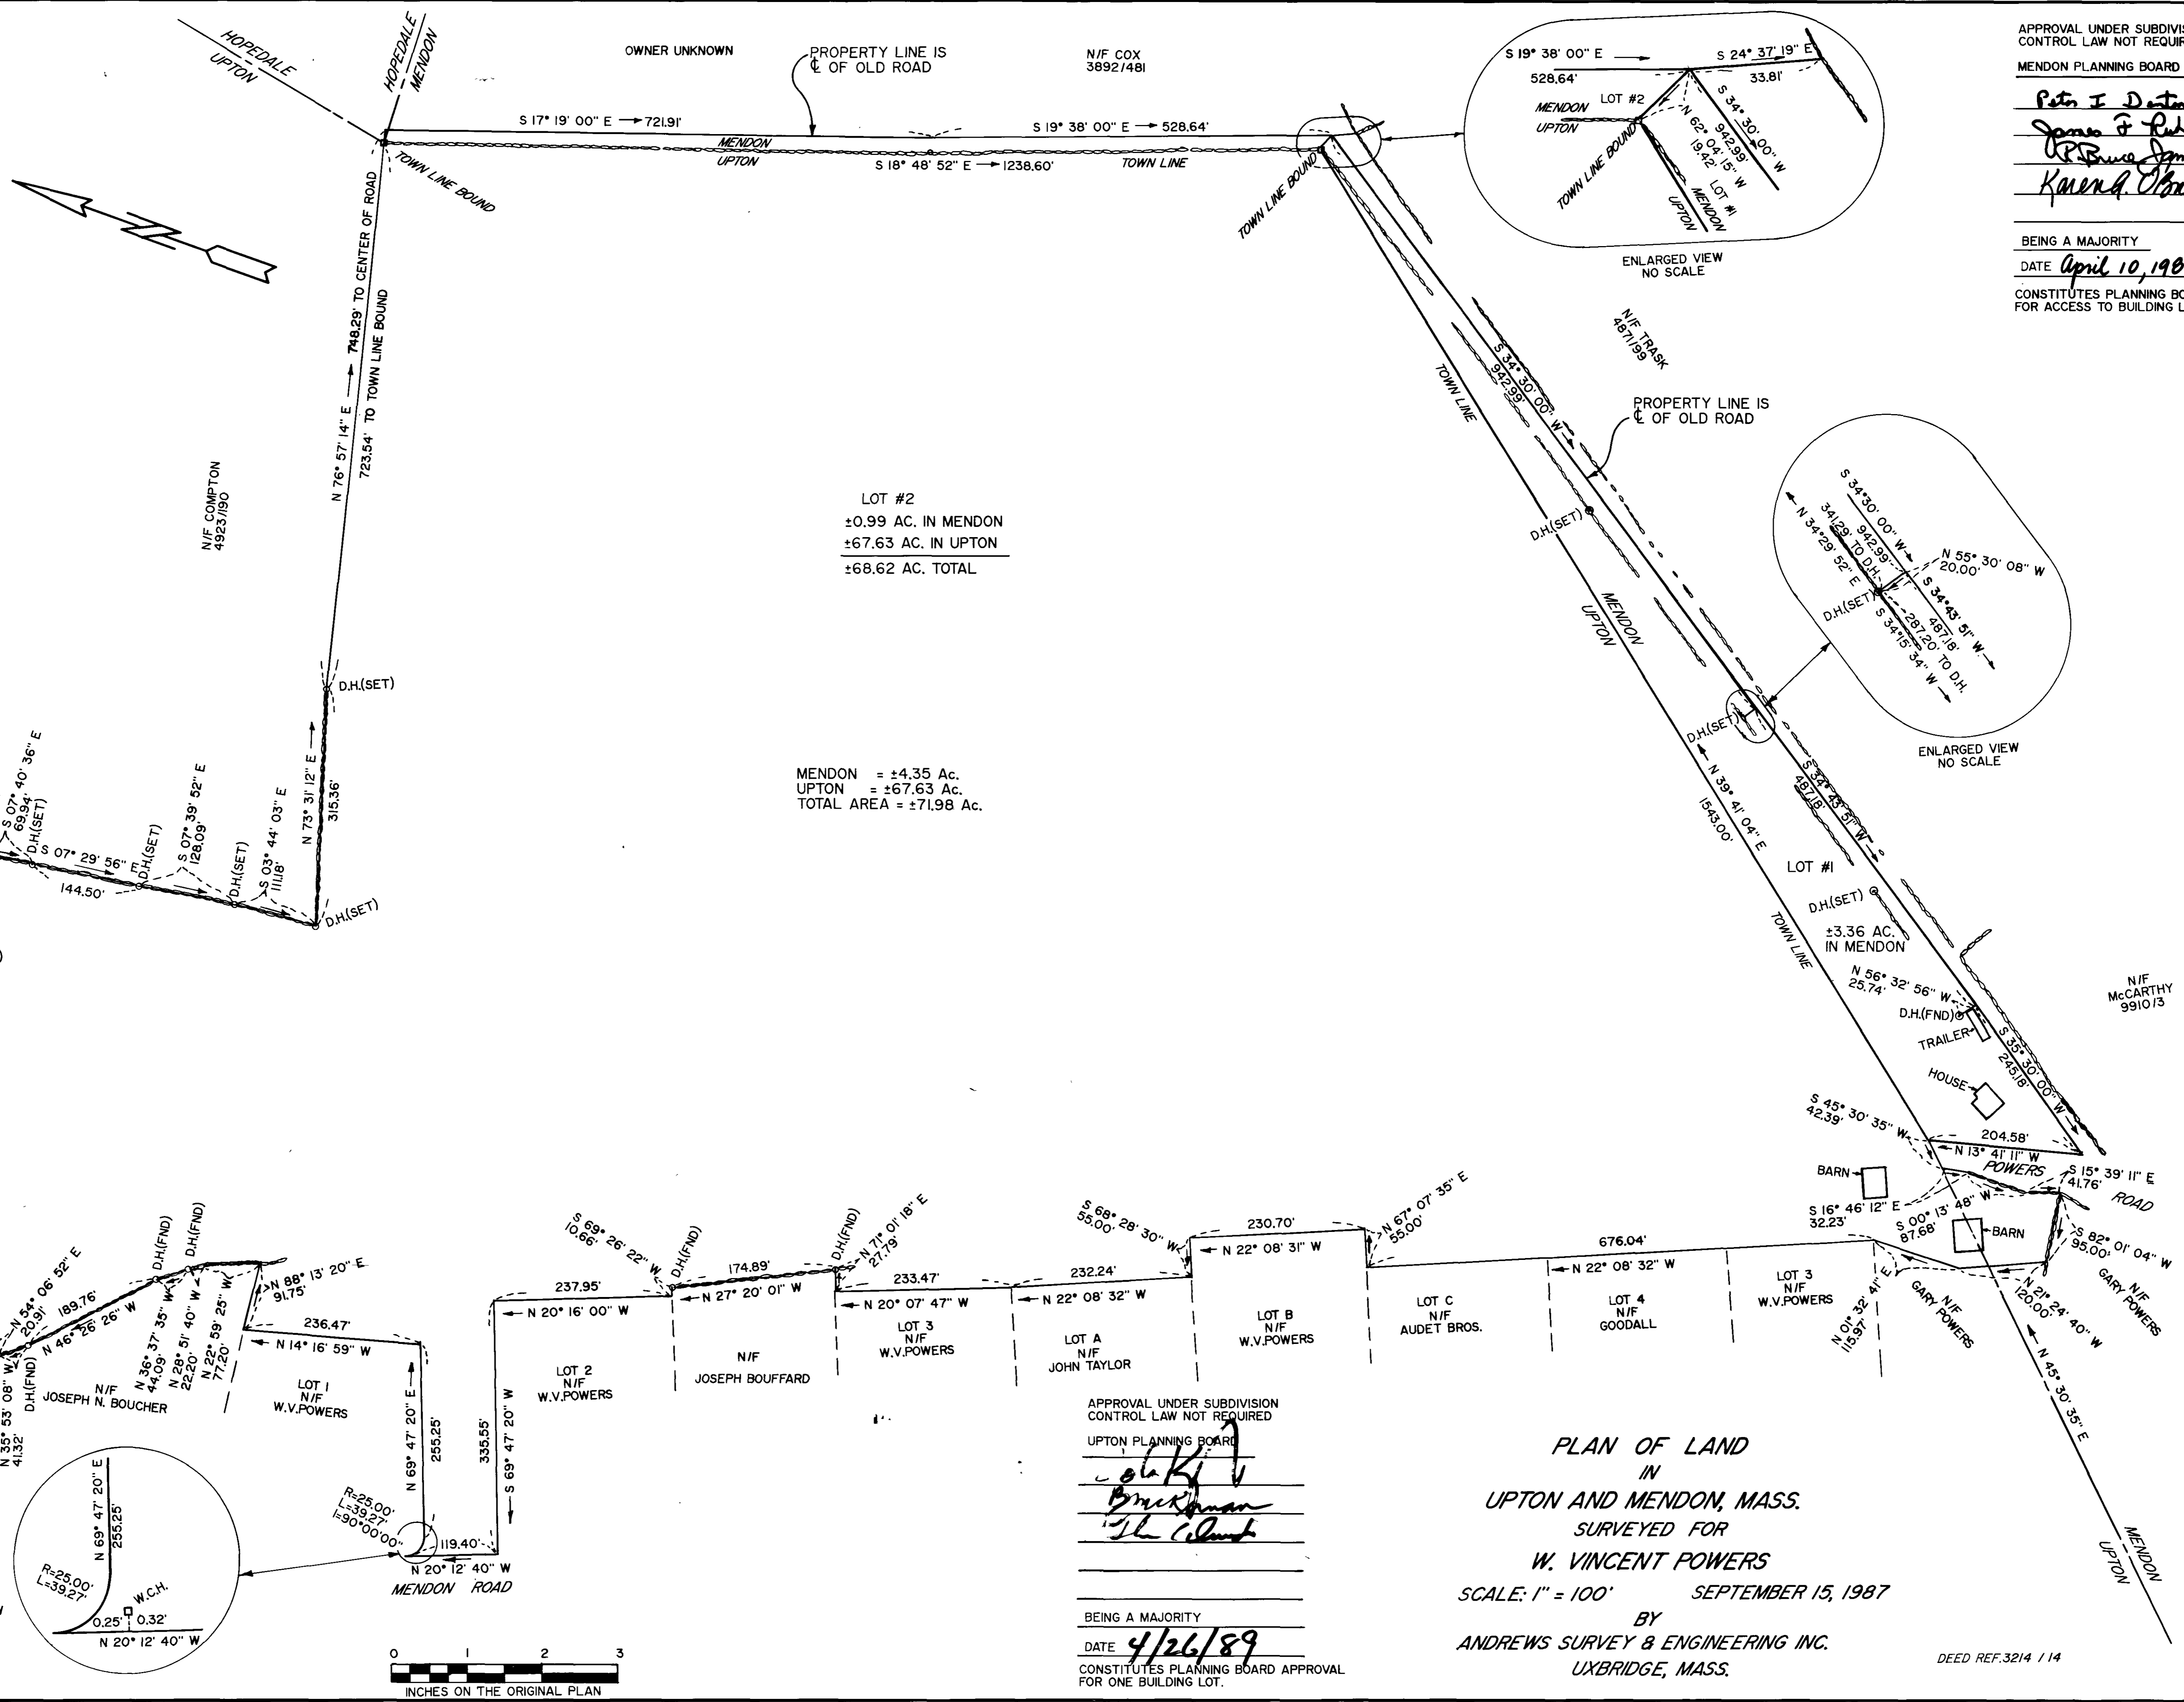 HOPEDALE
UPTON
HOPEDALE
MENDON
OWNER UNKNOWN
PROPERTY LINE IS
℄ OF OLD ROAD
N/F COX
3892/481
S 17° 19' 00" E → 721.91'
S 19° 38' 00" E → 528.64'
MENDON
UPTON
S 18° 48' 52" E → 1238.60'
TOWN LINE
TOWN LINE BOUND
TOWN LINE BOUND
S 19° 38' 00" E
528.64'
S 24° 37' 19" E
33.81'
LOT #2
MENDON
UPTON
TOWN LINE BOUND
S 34° 30' 00" W
942.99'
N 62° 04' 15" W
19.42'
LOT #1
MENDON
UPTON
ENLARGED VIEW
NO SCALE
APPROVAL UNDER SUBDIVIS
CONTROL LAW NOT REQUIR
MENDON PLANNING BOARD
Peter I
James F
R. Bruce
Karen A. O'B
BEING A MAJORITY
DATE April 10, 198
CONSTITUTES PLANNING BO
FOR ACCESS TO BUILDING L
N 76° 57' 14" E → 748.29' TO CENTER OF ROAD
723.54' TO TOWN LINE BOUND
N/F COMPTON
4923/190
LOT #2
±0.99 AC. IN MENDON
±67.63 AC. IN UPTON
±68.62 AC. TOTAL
MENDON = ±4.35 Ac.
UPTON = ±67.63 Ac.
TOTAL AREA = ±71.98 Ac.
N/F TRASK
4871/99
S 34° 30' 00" W
942.99'
TOWN LINE
PROPERTY LINE IS
℄ OF OLD ROAD
D.H.(SET)
MENDON
UPTON
S 34° 30' 00" W
942.99'
341.29' TO D.H.
N 34° 29' 52" E
N 55° 30' 08" W
20.00'
D.H.(SET)
S 34° 43' 51" W
487.18'
287.20' TO D.H.
S 34° 15' 34" W
ENLARGED VIEW
NO SCALE
D.H.(SET)
N 39° 41' 04" E
1543.00'
S 34° 43' 51" W
487.18'
LOT #1
D.H.(SET)
±3.36 AC.
IN MENDON
TOWN LINE
N 56° 32' 56" W
25.74'
D.H.(FND)
TRAILER
HOUSE
S 35° 30' 00" W
245.18'
N/F
McCARTHY
9910/3
D.H.(SET)
N 73° 31' 12" E
315.36'
S 07° 40' 36" E
69.94'
D.H.(SET)
S 07° 29' 56" E
144.50'
D.H.(SET)
S 07° 39' 52" E
128.09'
D.H.(SET)
S 03° 44' 03" E
111.18'
D.H.(SET)
S 45° 30' 35" W
42.39'
204.58'
N 13° 41' 11" W
POWERS
ROAD
S 15° 39' 11" E
41.76'
BARN
S 16° 46' 12" E
32.23'
S 00° 13' 48" W
87.68'
BARN
S 82° 01' 04" W
95.00'
N/F
GARY POWERS
N 21° 24' 40" W
120.00'
N/F
GARY POWERS
N 01° 32' 41" E
115.97'
N 45° 30' 35" E
MENDON
UPTON
N 54° 06' 52" E
20.91'
189.76'
N 46° 26' 26" W
D.H.(FND)
D.H.(FND)
N 35° 53' 08" W
41.32'
D.H.(FND)
N 36° 37' 35" W
44.09'
N 28° 51' 40" W
22.20'
N 22° 59' 25" W
77.20'
N/F
JOSEPH N. BOUCHER
N 88° 13' 20" E
91.75'
236.47'
N 14° 16' 59" W
LOT 1
N/F
W.V.POWERS
N 69° 47' 20" E
255.25'
335.55'
S 69° 47' 20" W
R=25.00'
L=39.27'
I=90°00'00"
119.40'
N 20° 12' 40" W
MENDON ROAD
237.95'
N 20° 16' 00" W
LOT 2
N/F
W.V.POWERS
S 69° 26' 22" W
10.66'
D.H.(FND)
174.89'
N 27° 20' 01" W
N/F
JOSEPH BOUFFARD
D.H.(FND)
N 71° 01' 18" E
27.79'
233.47'
N 20° 07' 47" W
LOT 3
N/F
W.V.POWERS
232.24'
N 22° 08' 32" W
LOT A
N/F
JOHN TAYLOR
S 68° 28' 30" W
55.00'
230.70'
N 22° 08' 31" W
LOT B
N/F
W.V.POWERS
N 67° 07' 35" E
55.00'
676.04'
N 22° 08' 32" W
LOT C
N/F
AUDET BROS.
LOT 4
N/F
GOODALL
LOT 3
N/F
W.V.POWERS
N 69° 47' 20" E
255.25'
R=25.00'
L=39.27'
W.C.H.
0.25' 0.32'
N 20° 12' 40" W
0 1 2 3
INCHES ON THE ORIGINAL PLAN
APPROVAL UNDER SUBDIVISION
CONTROL LAW NOT REQUIRED
UPTON PLANNING BOARD
BEING A MAJORITY
DATE 4/26/89
CONSTITUTES PLANNING BOARD APPROVAL
FOR ONE BUILDING LOT.
PLAN OF LAND
IN
UPTON AND MENDON, MASS.
SURVEYED FOR
W. VINCENT POWERS
SCALE: 1" = 100' SEPTEMBER 15, 1987
BY
ANDREWS SURVEY & ENGINEERING INC.
UXBRIDGE, MASS.
DEED REF. 3214 / 14